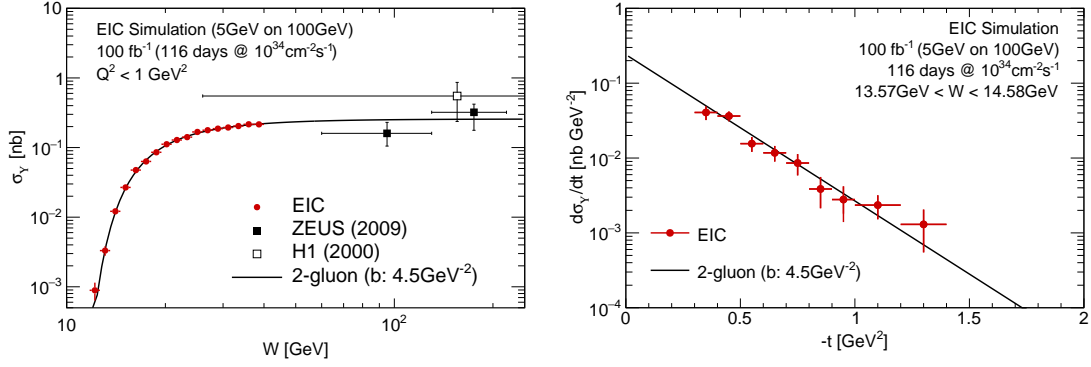 EIC Simulation (5GeV on 100GeV)
100 fb⁻¹ (116 days @ 10³⁴cm⁻²s⁻¹)
Q² < 1 GeV²
10
1
10⁻¹
10⁻²
10⁻³
σγ [nb]
EIC
ZEUS (2009)
H1 (2000)
2-gluon (b: 4.5GeV⁻²)
10
10²
W [GeV]
EIC Simulation
100 fb⁻¹ (5GeV on 100GeV)
116 days @ 10³⁴cm⁻²s⁻¹
13.57GeV < W < 14.58GeV
1
10⁻¹
10⁻²
10⁻³
10⁻⁴
dσγ/dt [nb GeV⁻²]
EIC
2-gluon (b: 4.5GeV⁻²)
0
0.5
1
1.5
2
-t [GeV²]